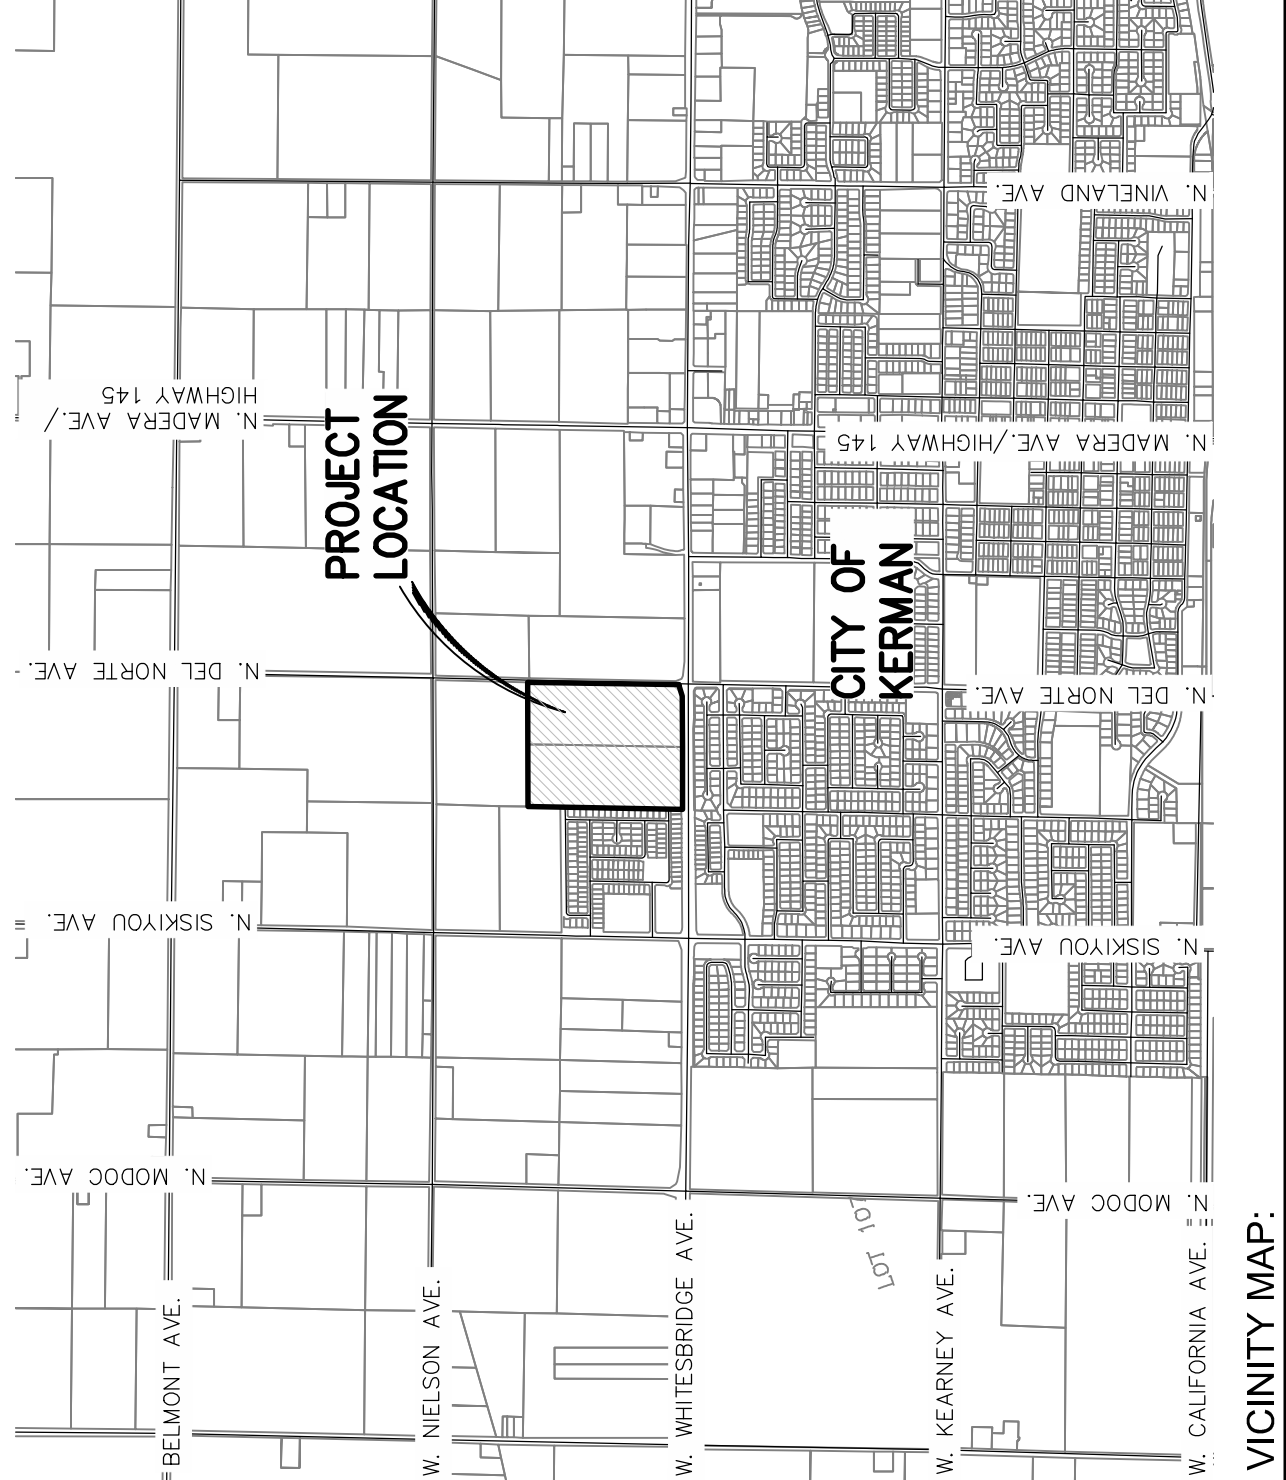 N. MADERA AVE./
HIGHWAY 145
N. DEL NORTE AVE.
N. SISKIYOU AVE.
N. MODOC AVE.
PROJECT
LOCATION
CITY OF
KERMAN
N. VINELAND AVE.
N. MADERA AVE./HIGHWAY 145
N. DEL NORTE AVE.
N. SISKIYOU AVE.
N. MODOC AVE.
LOT 107
BELMONT AVE.
W. NIELSON AVE.
W. WHITESBRIDGE AVE.
W. KEARNEY AVE.
W. CALIFORNIA AVE.
VICINITY MAP: